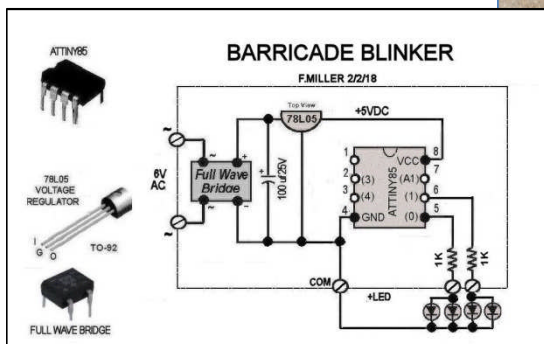 ATTINY85
BARRICADE BLINKER
F.MILLER 2/2/18
Top View
78L05
+5VDC
~
6V
AC
~
~
+
Full Wave
Bridge
~
-
+
100 uf 25V
1
2
3
4
(3)
(4)
GND
ATTINY85
VCC
(A1)
(1)
(0)
8
7
6
5
1K
1K
COM
+LED
78L05
VOLTAGE
REGULATOR
I
G
O
TO-92
FULL WAVE BRIDGE